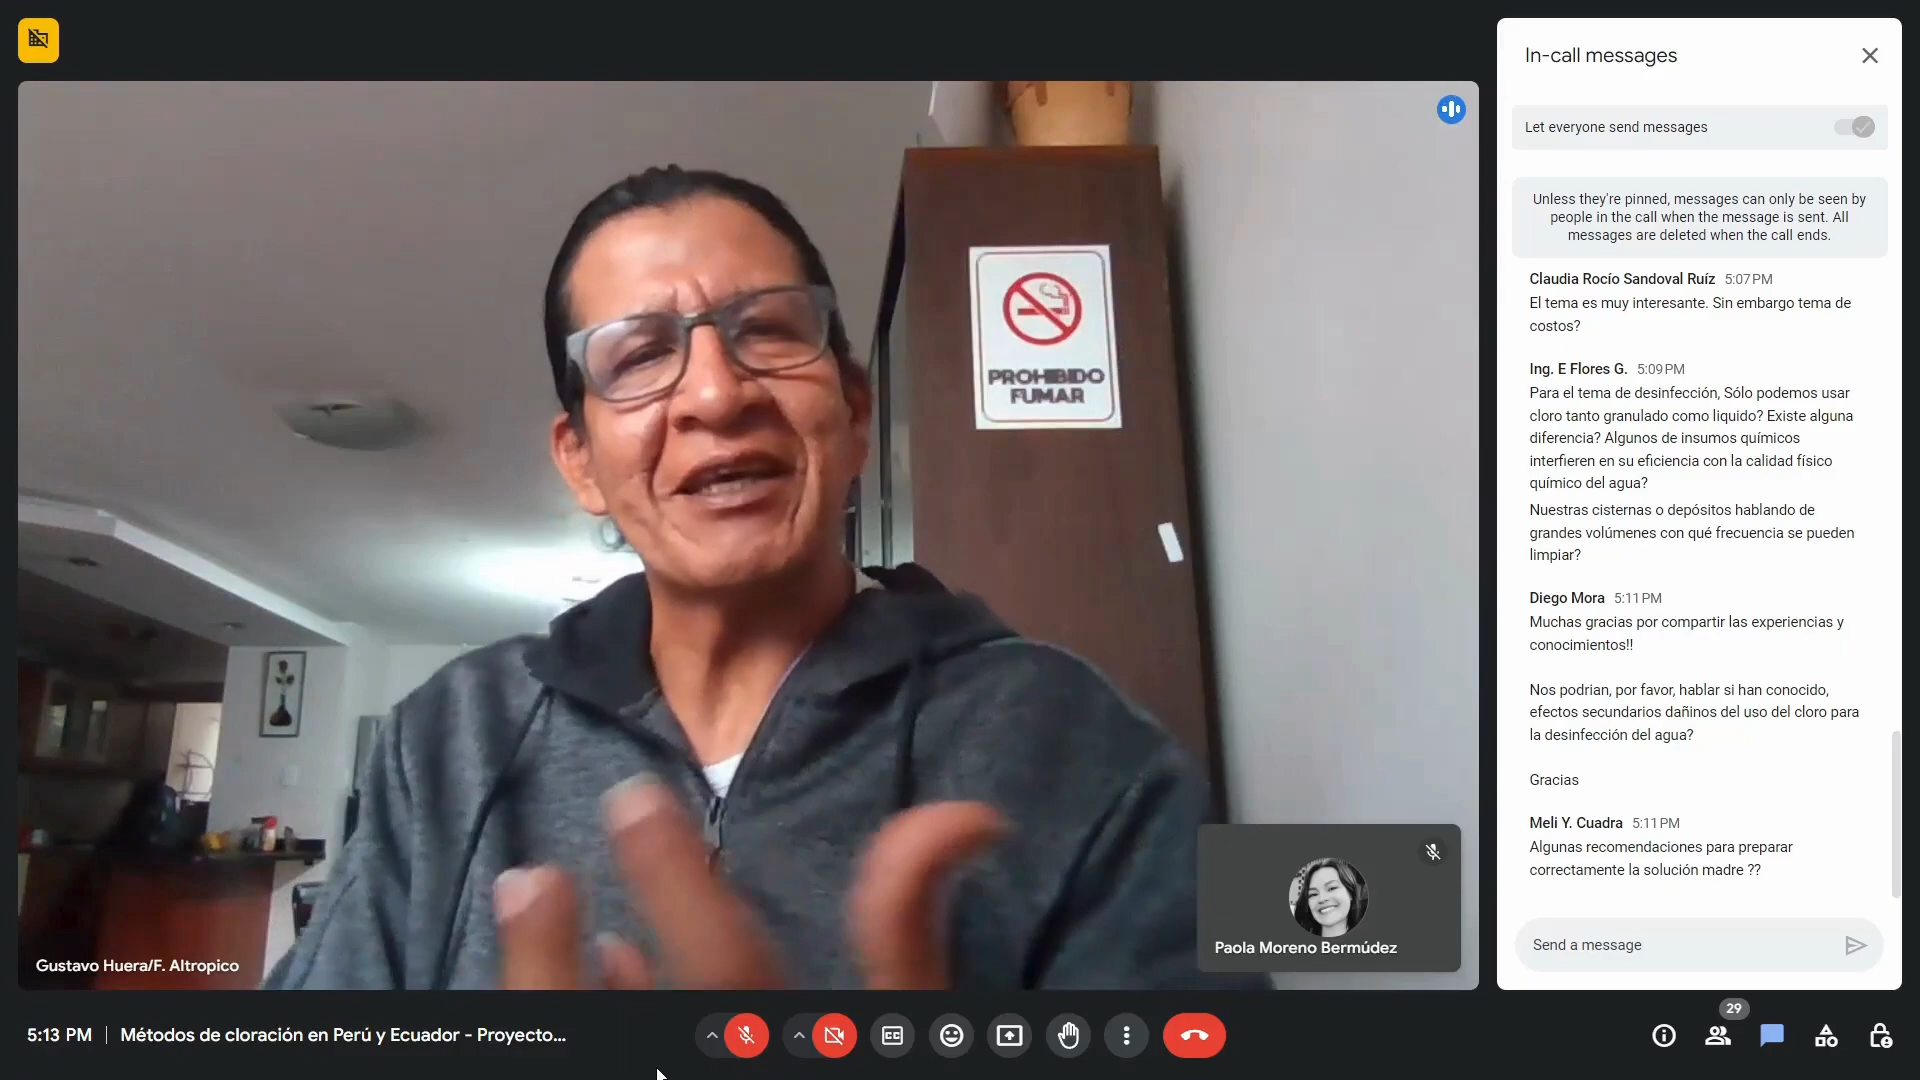 In-call messages
Let everyone send messages
Unless they're pinned, messages can only be seen by
people in the call when the message is sent. All
messages are deleted when the call ends.
Claudia Rocío Sandoval Ruíz 5:07 PM
El tema es muy interesante. Sin embargo tema de
costos?
Ing. E Flores G. 5:09 PM
Para el tema de desinfección, Sólo podemos usar
cloro tanto granulado como liquido? Existe alguna
diferencia? Algunos de insumos químicos
interfieren en su eficiencia con la calidad físico
químico del agua?
Nuestras cisternas o depósitos hablando de
grandes volúmenes con qué frecuencia se pueden
limpiar?
Diego Mora 5:11 PM
Muchas gracias por compartir las experiencias y
conocimientos!!
Nos podrian, por favor, hablar si han conocido,
efectos secundarios dañinos del uso del cloro para
la desinfección del agua?
Gracias
Meli Y. Cuadra 5:11 PM
Algunas recomendaciones para preparar
correctamente la solución madre ??
Send a message
PROHIBIDO
FUMAR
Paola Moreno Bermúdez
Gustavo Huera/F. Altropico
5:13 PM | Métodos de cloración en Perú y Ecuador - Proyecto...
29